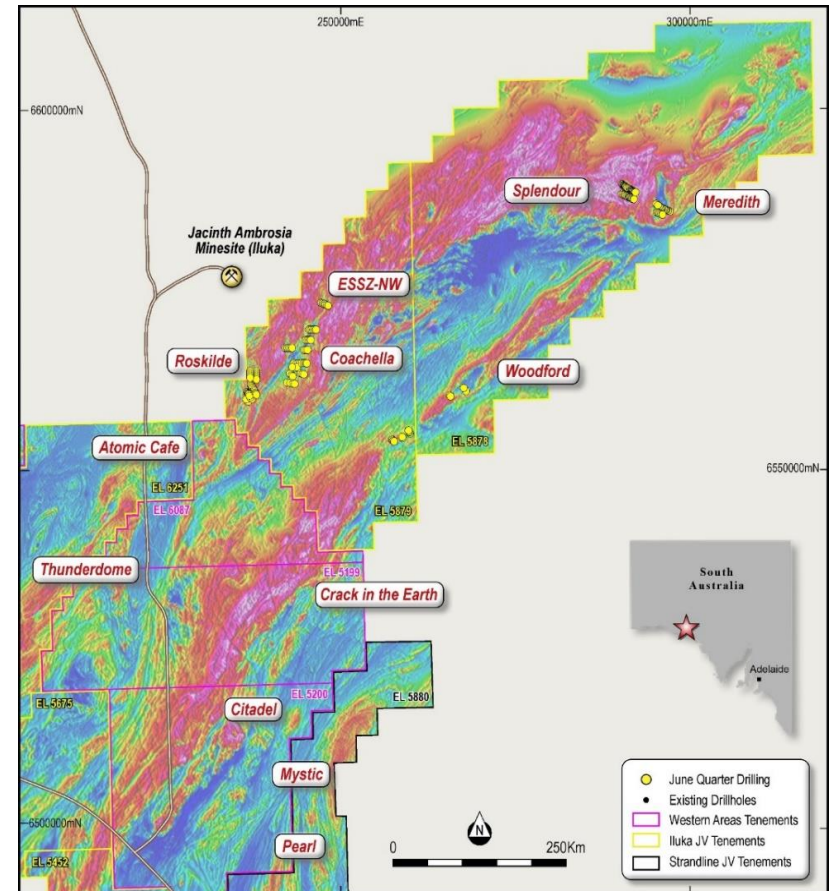 250000mE
300000mE
6600000mN
Splendour
Meredith
Jacinth Ambrosia
Minesite (Iluka)
ESSZ-NW
Roskilde
Coachella
Woodford
Atomic Cafe
EL 5878
6550000mN
EL 6251
EL 6087
EL 5879
Thunderdome
EL 5199
Crack in the Earth
South
Australia
Adelaide
EL 5675
EL 5200
EL 5880
Citadel
Mystic
6500000mN
Pearl
EL 5452
N
0
250Km
June Quarter Drilling
Existing Drillholes
Western Areas Tenements
Iluka JV Tenements
Strandline JV Tenements